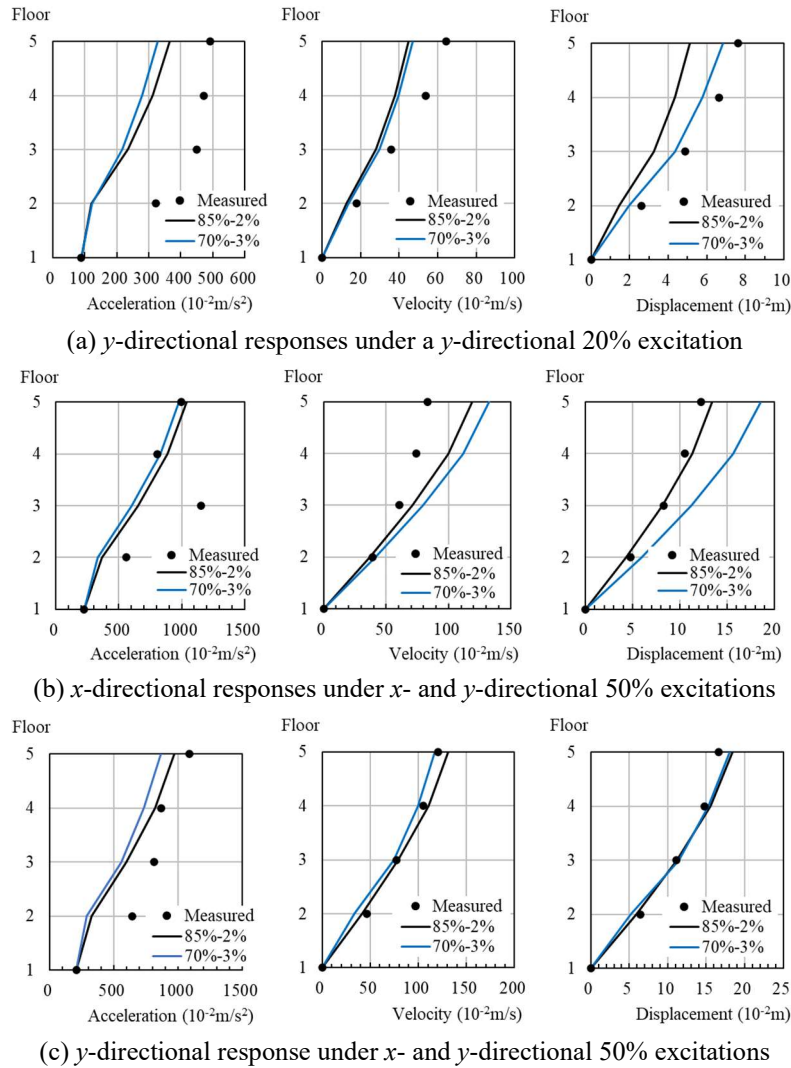 Floor Floor Floor
5 5 5
4 4 4
3 3 3
2 2 2
1 1 1
Measured Measured Measured
85%-2% 85%-2% 85%-2%
70%-3% 70%-3% 70%-3%
0 100 200 300 400 500 600 0 20 40 60 80 100 0 2 4 6 8 10
Acceleration (10⁻²m/s²) Velocity (10⁻²m/s) Displacement (10⁻²m)
(a) y-directional responses under a y-directional 20% excitation
Floor Floor Floor
5 5 5
4 4 4
3 3 3
2 2 2
1 1 1
Measured Measured Measured
85%-2% 85%-2% 85%-2%
70%-3% 70%-3% 70%-3%
0 500 1000 1500 0 50 100 150 0 5 10 15 20
Acceleration (10⁻²m/s²) Velocity (10⁻²m/s) Displacement (10⁻²m)
(b) x-directional responses under x- and y-directional 50% excitations
Floor Floor Floor
5 5 5
4 4 4
3 3 3
2 2 2
1 1 1
Measured Measured Measured
85%-2% 85%-2% 85%-2%
70%-3% 70%-3% 70%-3%
0 500 1000 1500 0 50 100 150 200 0 5 10 15 20 25
Acceleration (10⁻²m/s²) Velocity (10⁻²m/s) Displacement (10⁻²m)
(c) y-directional response under x- and y-directional 50% excitations